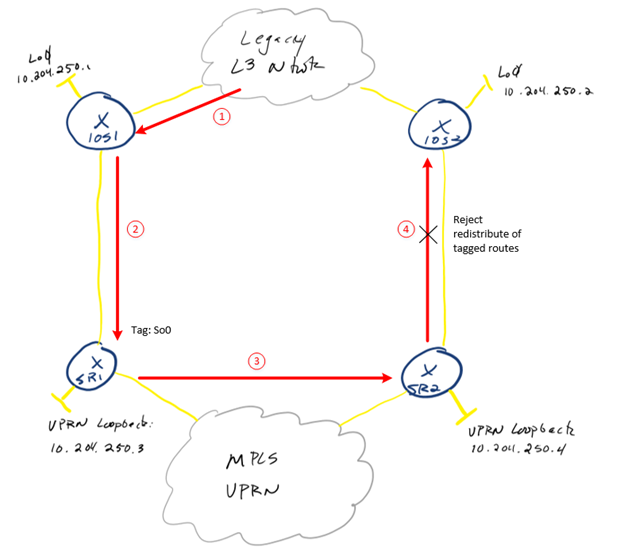 Legacy
L3 Ntwk
Lo0
10.204.250.1
Lo0
10.204.250.2
X
IOS1
X
IOS2
1
2
3
4
Reject
redistribute of
tagged routes
Tag: So0
X
SR1
X
SR2
VPRN Loopback:
10.204.250.3
VPRN Loopback
10.204.250.4
MPLS
VPRN